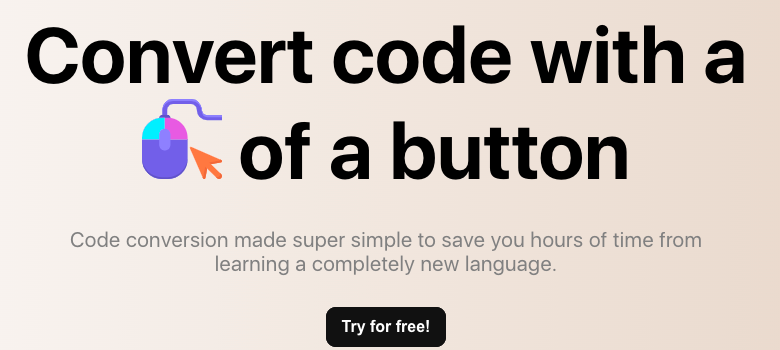 Convert code with a
of a button
Code conversion made super simple to save you hours of time from
learning a completely new language.
Try for free!